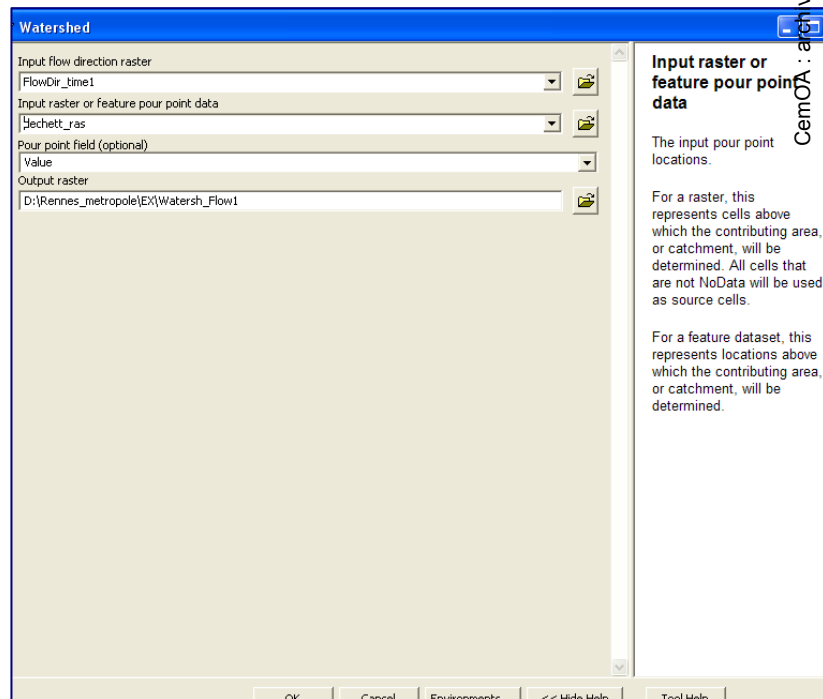 Watershed
Input flow direction raster
FlowDir_time1
Input raster or feature pour point data
dechett_ras
Pour point field (optional)
Value
Output raster
D:\Rennes_metropole\EX\Watersh_Flow1
OK
Cancel
Environments...
<< Hide Help
Tool Help
Input raster or
feature pour point
data
The input pour point
locations.
For a raster, this
represents cells above
which the contributing area,
or catchment, will be
determined. All cells that
are not NoData will be used
as source cells.
For a feature dataset, this
represents locations above
which the contributing area,
or catchment, will be
determined.
CemOA : archiv